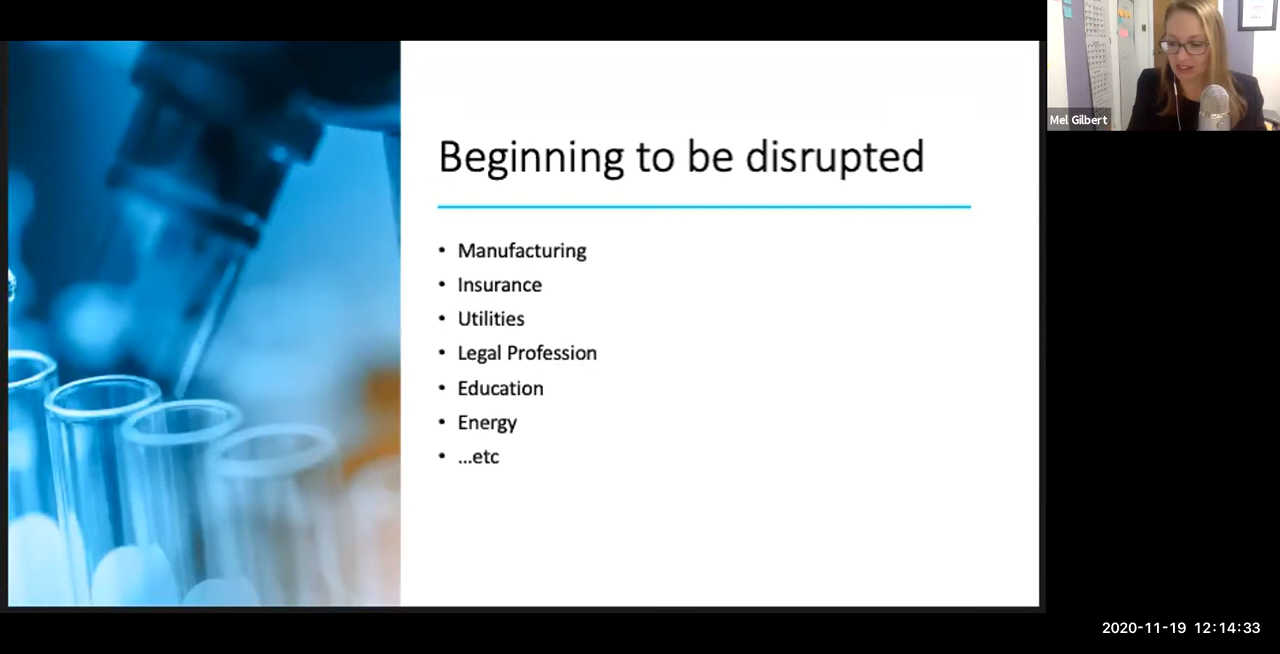 Mel Gilbert
Beginning to be disrupted
• Manufacturing
• Insurance
• Utilities
• Legal Profession
• Education
• Energy
• ...etc
2020-11-19 12:14:33